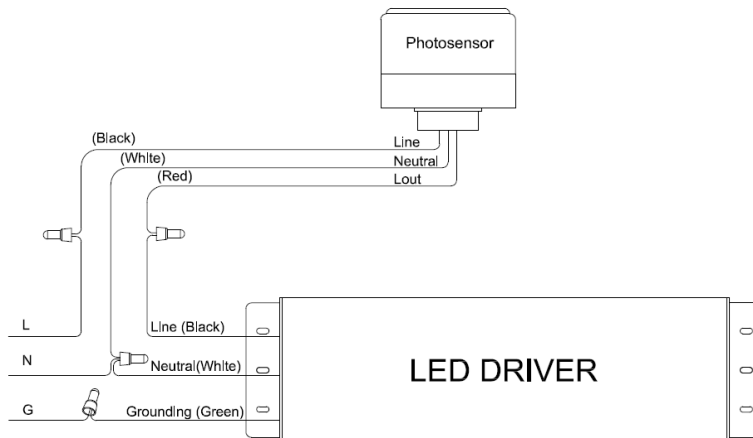 Photosensor
(Black)
Line
(White)
Neutral
(Red)
Lout
L
Line (Black)
N
Neutral(White)
LED DRIVER
G
Grounding (Green)